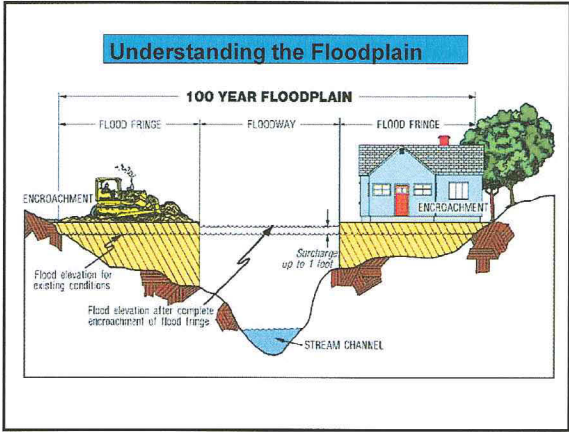 Understanding the Floodplain
100 YEAR FLOODPLAIN
FLOOD FRINGE
FLOODWAY
FLOOD FRINGE
ENCROACHMENT
ENCROACHMENT
Surcharge
up to 1 foot
Flood elevation for
existing conditions
Flood elevation after complete
encroachment of flood fringe
STREAM CHANNEL